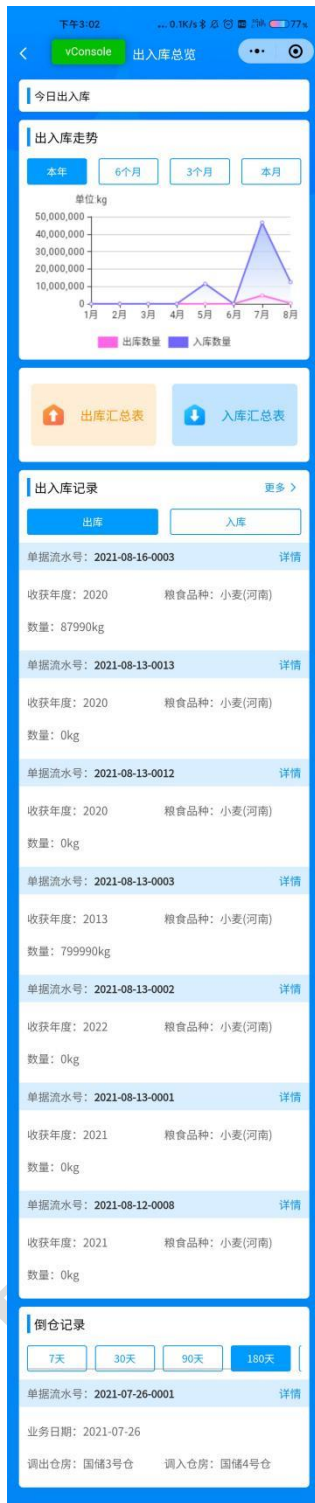 下午3:02 ... 0.1K/s 77%
vConsole 出入库总览
今日出入库
出入库走势
本年 6个月 3个月 本月
单位:kg
50,000,000
40,000,000
30,000,000
20,000,000
10,000,000
0
1月 2月 3月 4月 5月 6月 7月 8月
出库数量 入库数量
出库汇总表 入库汇总表
出入库记录 更多 >
出库 入库
单据流水号：2021-08-16-0003 详情
收获年度：2020 粮食品种：小麦(河南)
数量：87990kg
单据流水号：2021-08-13-0013 详情
收获年度：2020 粮食品种：小麦(河南)
数量：0kg
单据流水号：2021-08-13-0012 详情
收获年度：2020 粮食品种：小麦(河南)
数量：0kg
单据流水号：2021-08-13-0003 详情
收获年度：2013 粮食品种：小麦(河南)
数量：799990kg
单据流水号：2021-08-13-0002 详情
收获年度：2022 粮食品种：小麦(河南)
数量：0kg
单据流水号：2021-08-13-0001 详情
收获年度：2021 粮食品种：小麦(河南)
数量：0kg
单据流水号：2021-08-12-0008 详情
收获年度：2021 粮食品种：小麦(河南)
数量：0kg
倒仓记录
7天 30天 90天 180天
单据流水号：2021-07-26-0001 详情
业务日期：2021-07-26
调出仓房：国储3号仓 调入仓房：国储4号仓